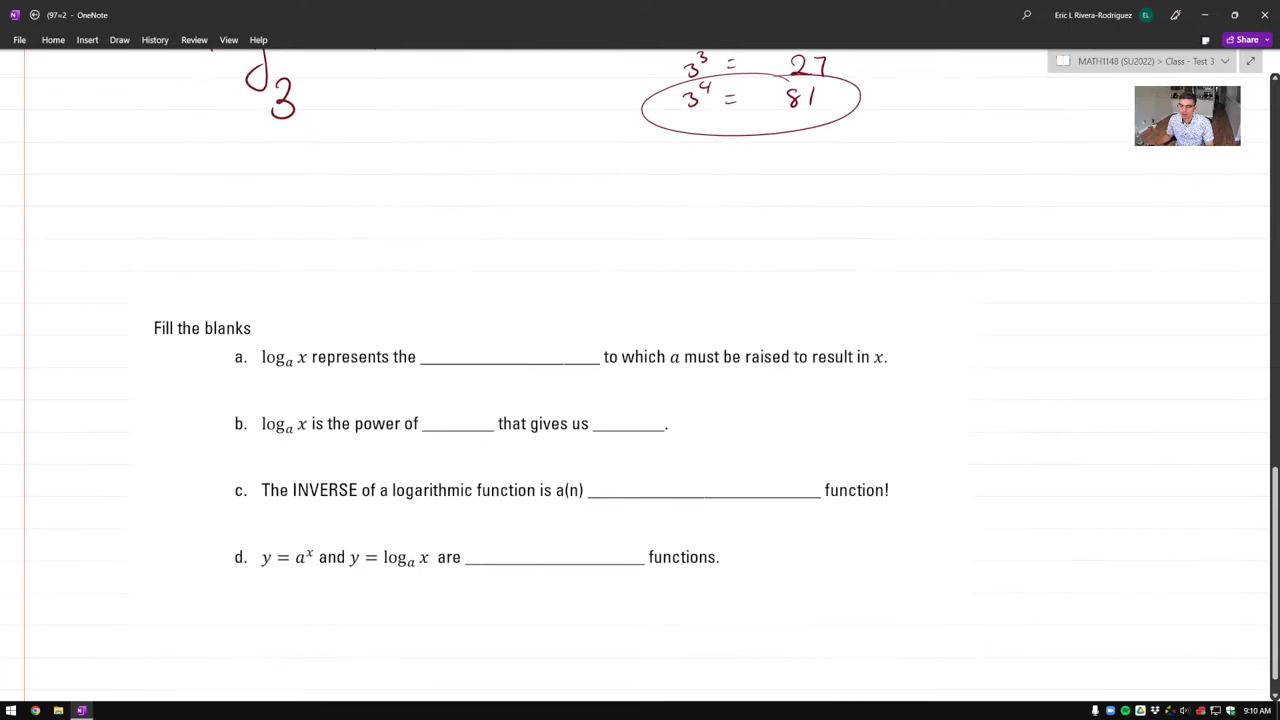 (97=2 - OneNote
Eric L Rivera-Rodriguez EL
File Home Insert Draw History Review View Help
Share
MATH1148 (SU2022) > Class - Test 3
3
3³ = 27
3⁴ = 81
Fill the blanks
a. logₐ x represents the ____________________ to which a must be raised to result in x.
b. logₐ x is the power of ________ that gives us ________.
c. The INVERSE of a logarithmic function is a(n) __________________________ function!
d. y = aˣ and y = logₐ x are ____________________ functions.
9:10 AM